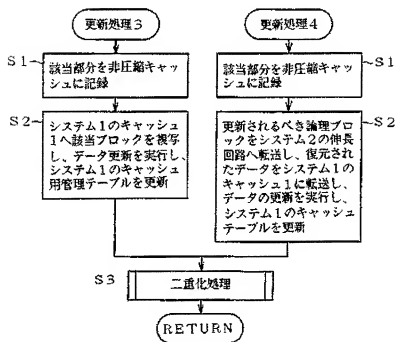 更新処理3
S1
該当部分を非圧縮キャッ
シュに記録
S2
システム1のキャッシュ
1へ該当ブロックを複写
し、データ更新を実行し、
システム1のキャッシュ
用管理テーブルを更新
更新処理4
S1
該当部分を非圧縮キャッ
シュに記録
S2
更新されるべき論理ブロッ
クをシステム2の伸長
回路へ転送し、復元され
たデータをシステム1の
キャッシュ1に転送し、
データの更新を実行し、
システム1のキャッシュ
テーブルを更新
S3
二重化処理
RETURN